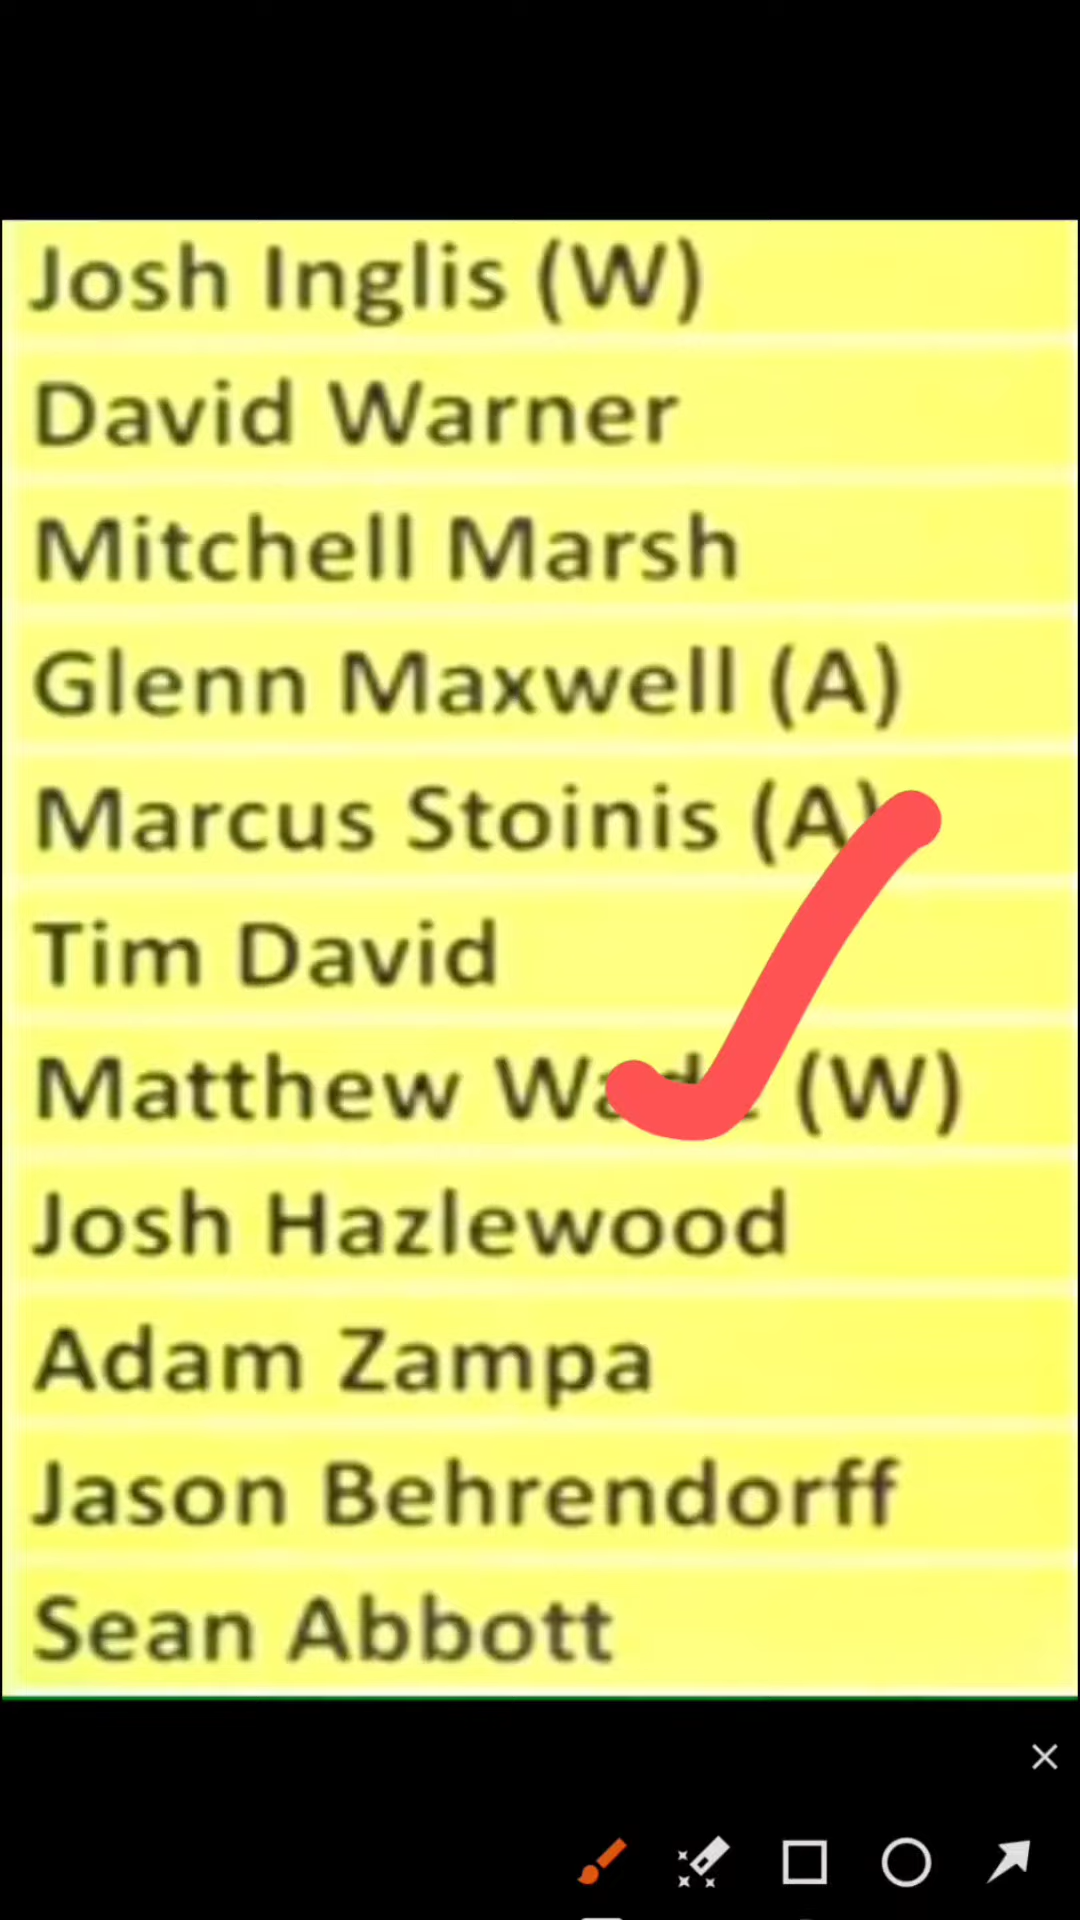 Josh Inglis (W)
David Warner
Mitchell Marsh
Glenn Maxwell (A)
Marcus Stoinis (A)
Tim David
Matthew Wade (W)
Josh Hazlewood
Adam Zampa
Jason Behrendorff
Sean Abbott